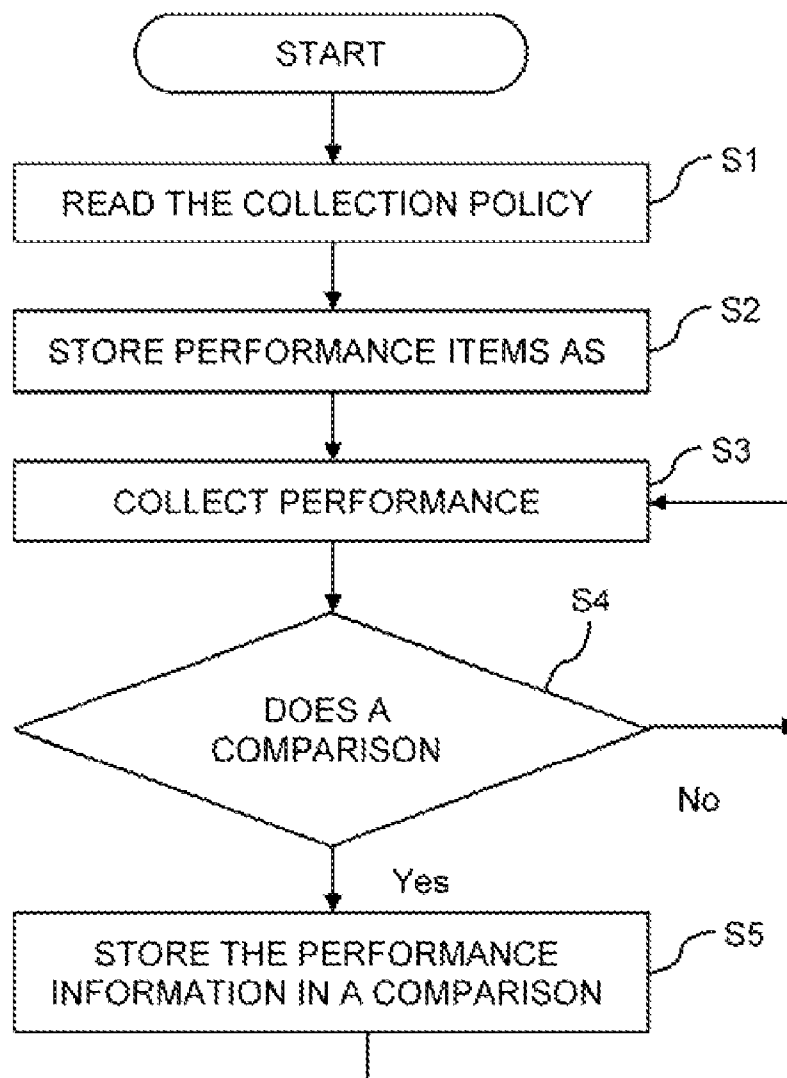 START
S1
READ THE COLLECTION POLICY
S2
STORE PERFORMANCE ITEMS AS
S3
COLLECT PERFORMANCE
S4
DOES A
COMPARISON
No
Yes
S5
STORE THE PERFORMANCE
INFORMATION IN A COMPARISON